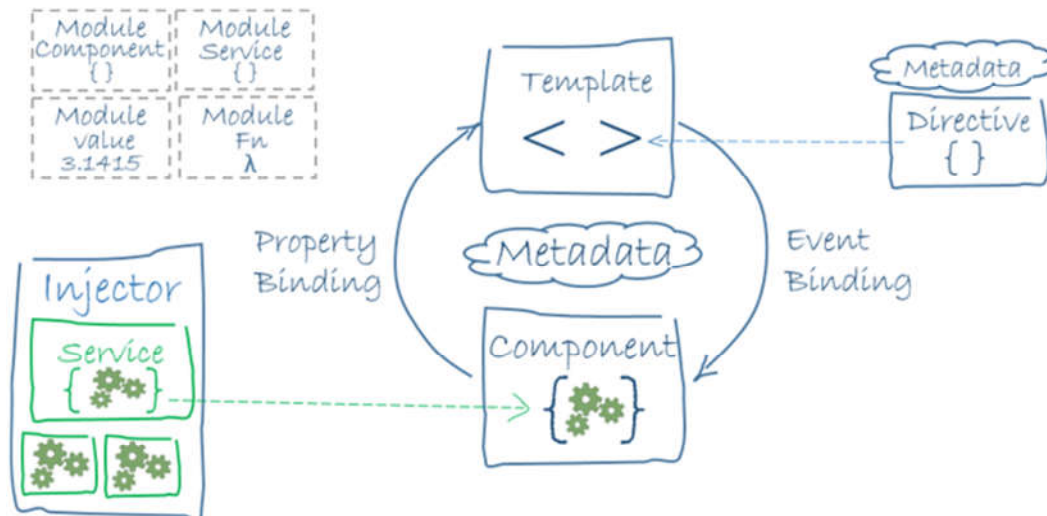 Module
Component
{ }
Module
Service
{ }
Module
value
3.1415
Module
Fn
λ
Template
< >
Metadata
Directive
{ }
Property
Binding
Metadata
Event
Binding
Injector
Service
{ }
Component
{ }